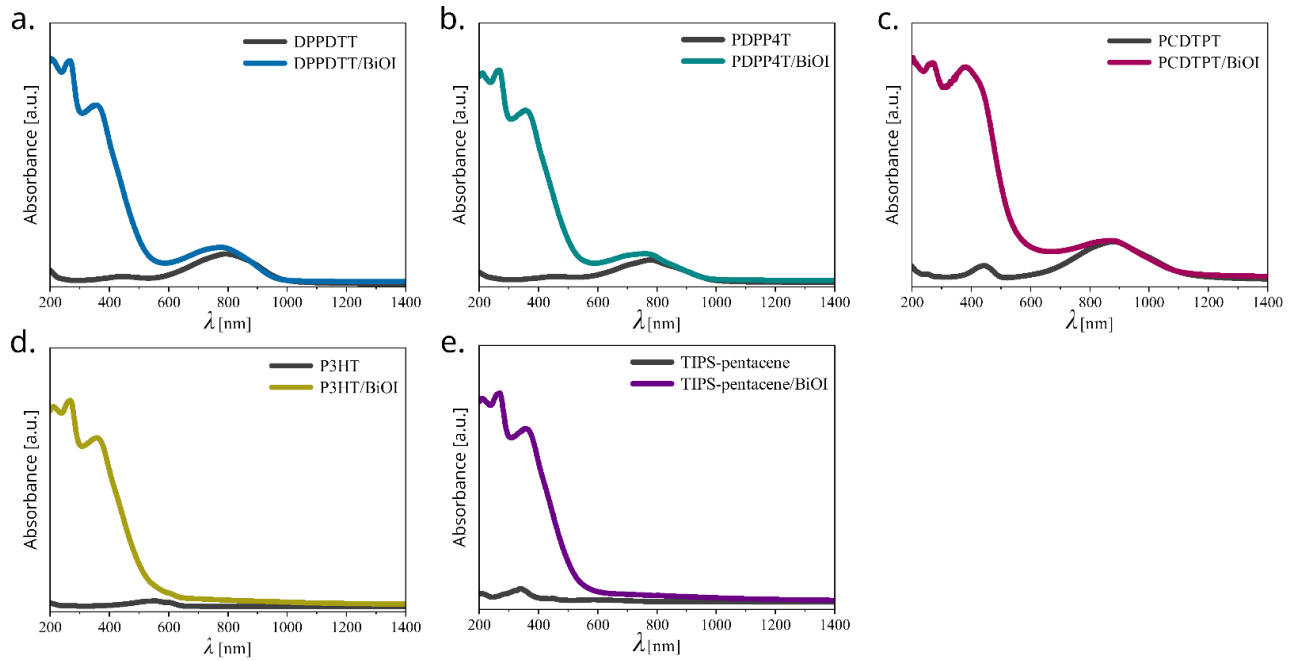 a.
DPPDTT
DPPDTT/BiOI
Absorbance [a.u.]
200 400 600 800 1000 1200 1400
λ [nm]
b.
PDPP4T
PDPP4T/BiOI
Absorbance [a.u.]
200 400 600 800 1000 1200 1400
λ [nm]
c.
PCDTPT
PCDTPT/BiOI
Absorbance [a.u.]
200 400 600 800 1000 1200 1400
λ [nm]
d.
P3HT
P3HT/BiOI
Absorbance [a.u.]
200 400 600 800 1000 1200 1400
λ [nm]
e.
TIPS-pentacene
TIPS-pentacene/BiOI
Absorbance [a.u.]
200 400 600 800 1000 1200 1400
λ [nm]